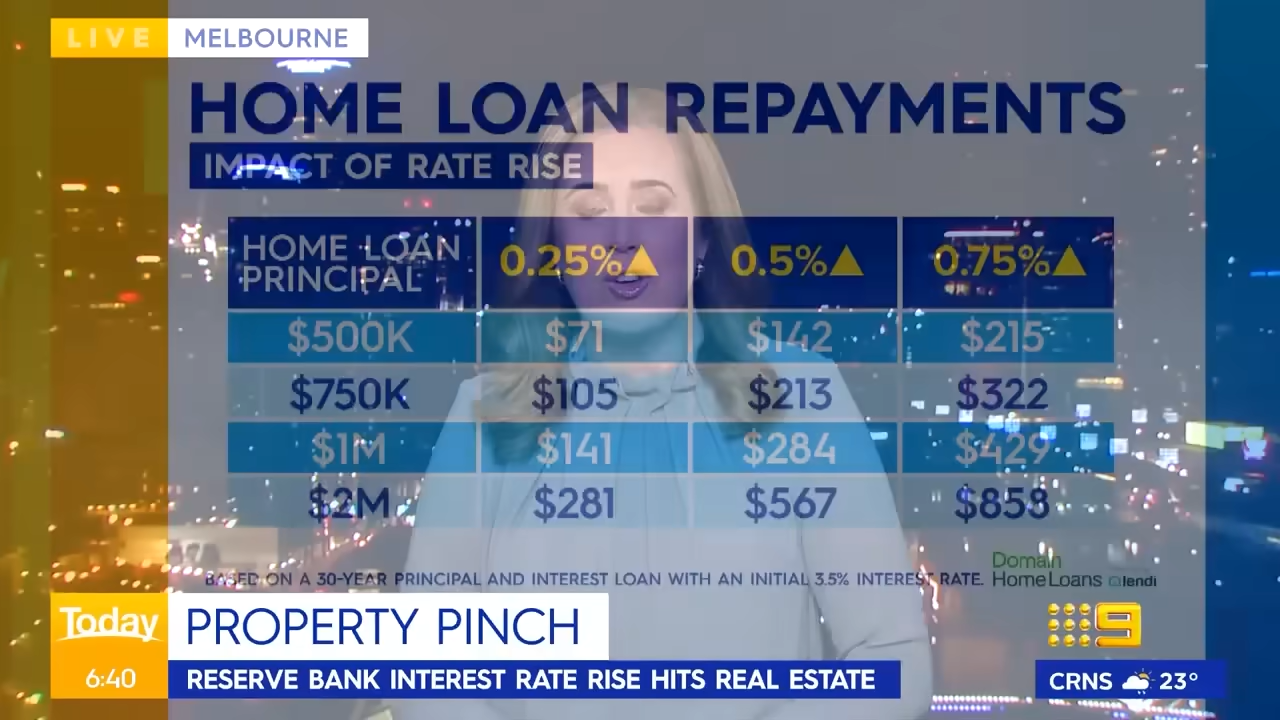 LIVE MELBOURNE
HOME LOAN REPAYMENTS
IMPACT OF RATE RISE
HOME LOAN PRINCIPAL 0.25%▲ 0.5%▲ 0.75%▲
$500K $71 $142 $215
$750K $105 $213 $322
$1M $141 $284 $429
$2M $281 $567 $858
BASED ON A 30-YEAR PRINCIPAL AND INTEREST LOAN WITH AN INITIAL 3.5% INTEREST RATE.
Domain
HomeLoans lendi
Today PROPERTY PINCH
9
6:40 RESERVE BANK INTEREST RATE RISE HITS REAL ESTATE
CRNS 23°